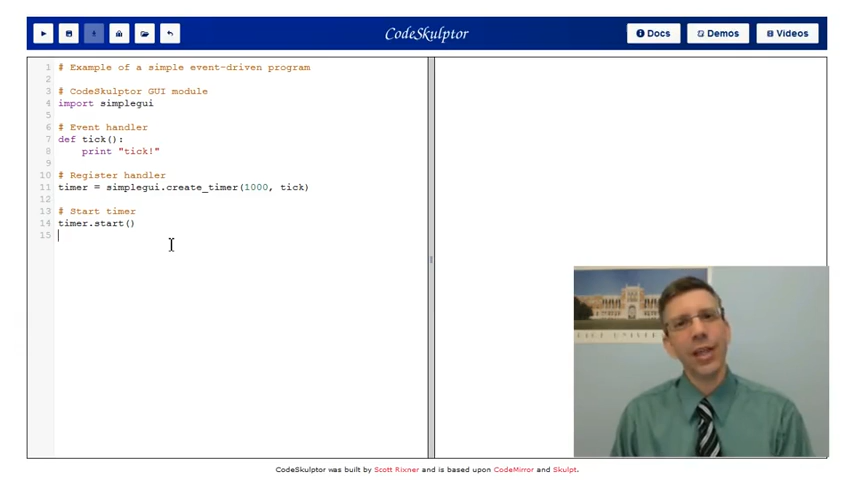 CodeSkulptor
Docs
Demos
Videos
1 # Example of a simple event-driven program
2
3 # CodeSkulptor GUI module
4 import simplegui
5
6 # Event handler
7 def tick():
8     print "tick!"
9
10 # Register handler
11 timer = simplegui.create_timer(1000, tick)
12
13 # Start timer
14 timer.start()
15
CodeSkulptor was built by Scott Rixner and is based upon CodeMirror and Skulpt.